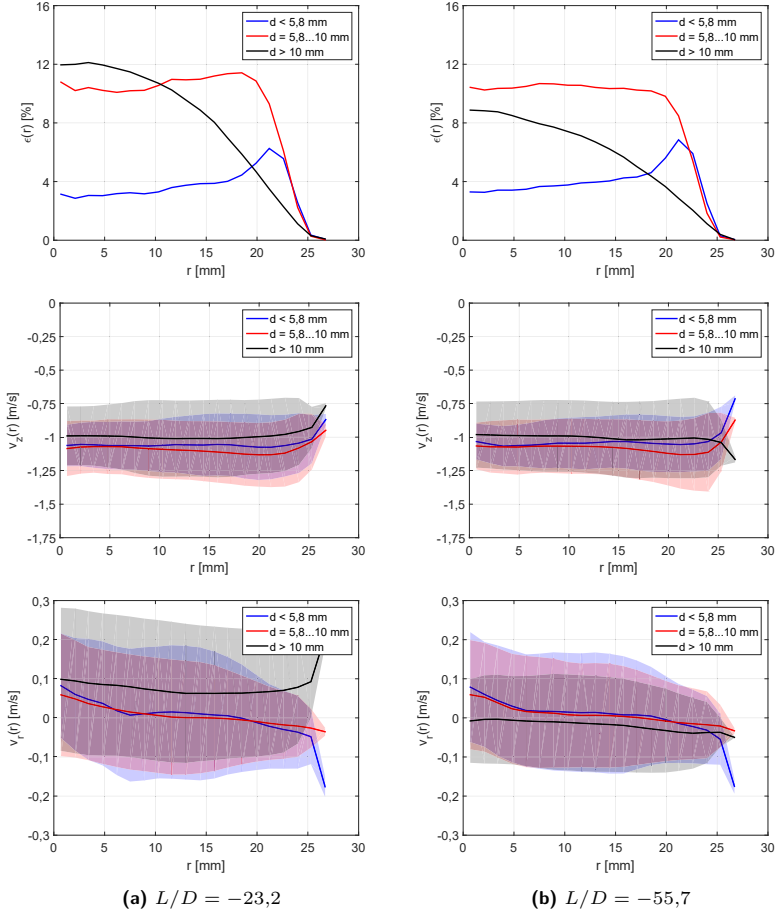 16
12
8
4
0
ϵ(r) [%]
0 5 10 15 20 25 30
r [mm]
d < 5,8 mm
d = 5,8...10 mm
d > 10 mm
16
12
8
4
0
ϵ(r) [%]
0 5 10 15 20 25 30
r [mm]
d < 5,8 mm
d = 5,8...10 mm
d > 10 mm
0
-0,25
-0,5
-0,75
-1
-1,25
-1,5
-1,75
v_z(r) [m/s]
0 5 10 15 20 25 30
r [mm]
d < 5,8 mm
d = 5,8...10 mm
d > 10 mm
0
-0,25
-0,5
-0,75
-1
-1,25
-1,5
-1,75
v_z(r) [m/s]
0 5 10 15 20 25 30
r [mm]
d < 5,8 mm
d = 5,8...10 mm
d > 10 mm
0,3
0,2
0,1
0
-0,1
-0,2
-0,3
v_r(r) [m/s]
0 5 10 15 20 25 30
r [mm]
d < 5,8 mm
d = 5,8...10 mm
d > 10 mm
0,3
0,2
0,1
0
-0,1
-0,2
-0,3
v_r(r) [m/s]
0 5 10 15 20 25 30
r [mm]
d < 5,8 mm
d = 5,8...10 mm
d > 10 mm
(a) L/D = −23,2
(b) L/D = −55,7